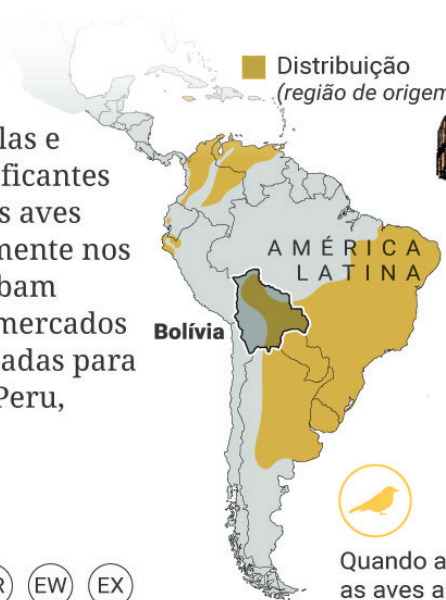 Distribuição
(região de origem
las e
ficantes
s aves
mente nos
bam
mercados
adas para
Peru,
AMÉRICA
LATINA
Bolívia
R
EW
EX
Quando a
as aves a